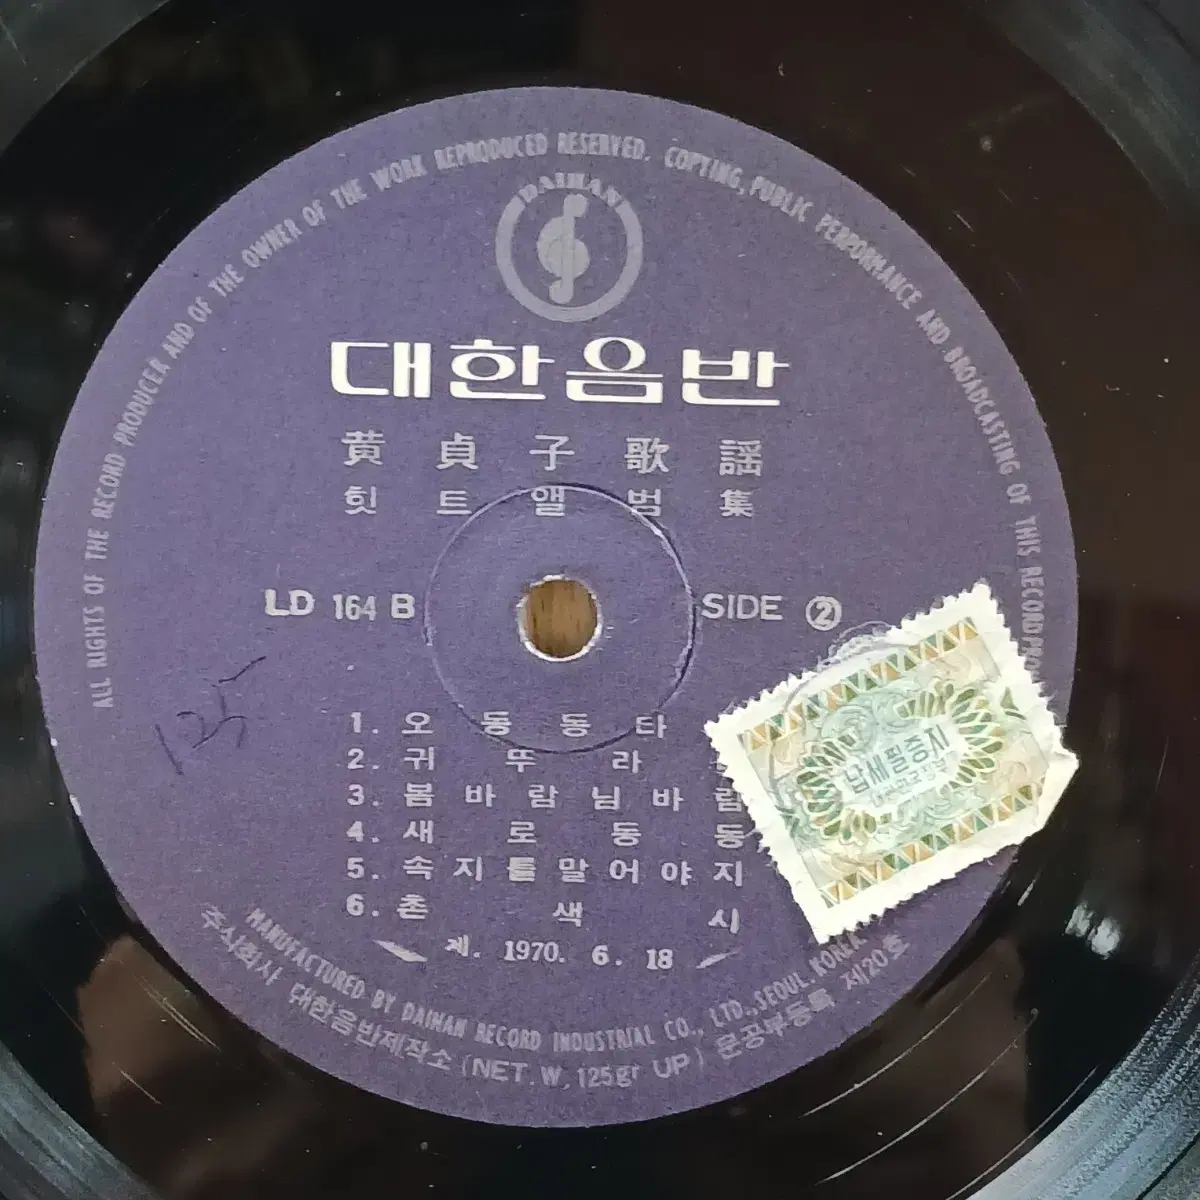 ALL RIGHTS OF THE RECORD PRODUCER AND OF THE OWNER OF THE WORK REPRODUCED RESERVED. COPYING, PUBLIC PERFORMANCE AND BROADCASTING OF THIS RECORD
DAIHAN
대한음반
黄貞子歌謡
힛트앨범集
LD 164 B
SIDE ②
125
1. 오동동타
2. 귀뚜라
3. 봄바람님바람
4. 새로동동
5. 속지를말어야지
6. 촌색시
제. 1970. 6. 18
납세필증지
MANUFACTURED BY DAIHAN RECORD INDUSTRIAL CO., LTD., SEOUL. KOREA
주식회사 대한음반제작소 (NET. W, 125gr UP) 문공부등록 제20호